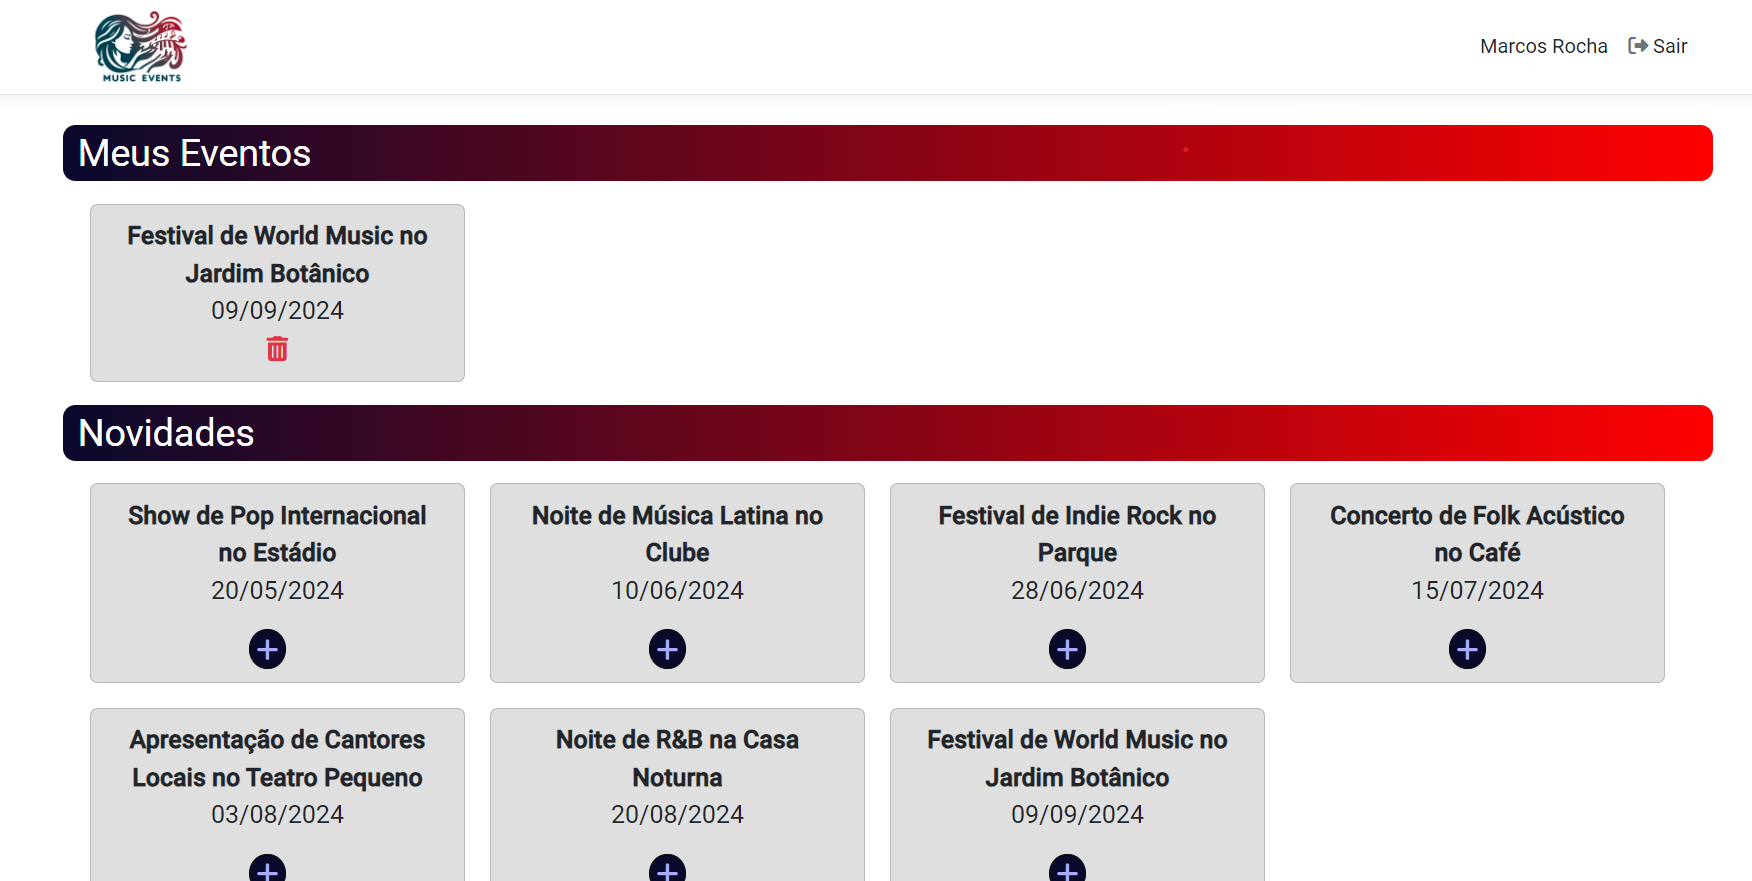 MUSIC EVENTS
Marcos Rocha
Sair
Meus Eventos
Festival de World Music no
Jardim Botânico
09/09/2024
Novidades
Show de Pop Internacional
no Estádio
20/05/2024
Noite de Música Latina no
Clube
10/06/2024
Festival de Indie Rock no
Parque
28/06/2024
Concerto de Folk Acústico
no Café
15/07/2024
Apresentação de Cantores
Locais no Teatro Pequeno
03/08/2024
Noite de R&B na Casa
Noturna
20/08/2024
Festival de World Music no
Jardim Botânico
09/09/2024